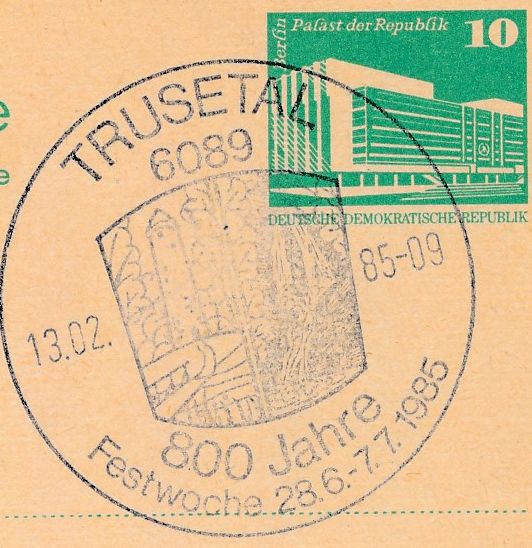 Berlin
Palast der Republik
10
DEUTSCHE DEMOKRATISCHE REPUBLIK
TRUSETAL
6089
13.02. 85-09
800 Jahre
Festwoche 28.6.-7.7.1985
e
e